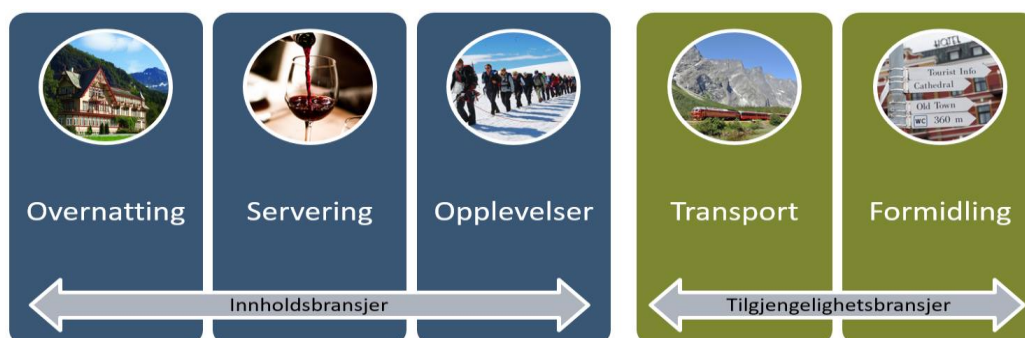 HOTEL
Tourist Info
Cathedral
Old Town
WC 360 m
Overnatting
Servering
Opplevelser
Transport
Formidling
Innholdsbransjer
Tilgjengelighetsbransjer